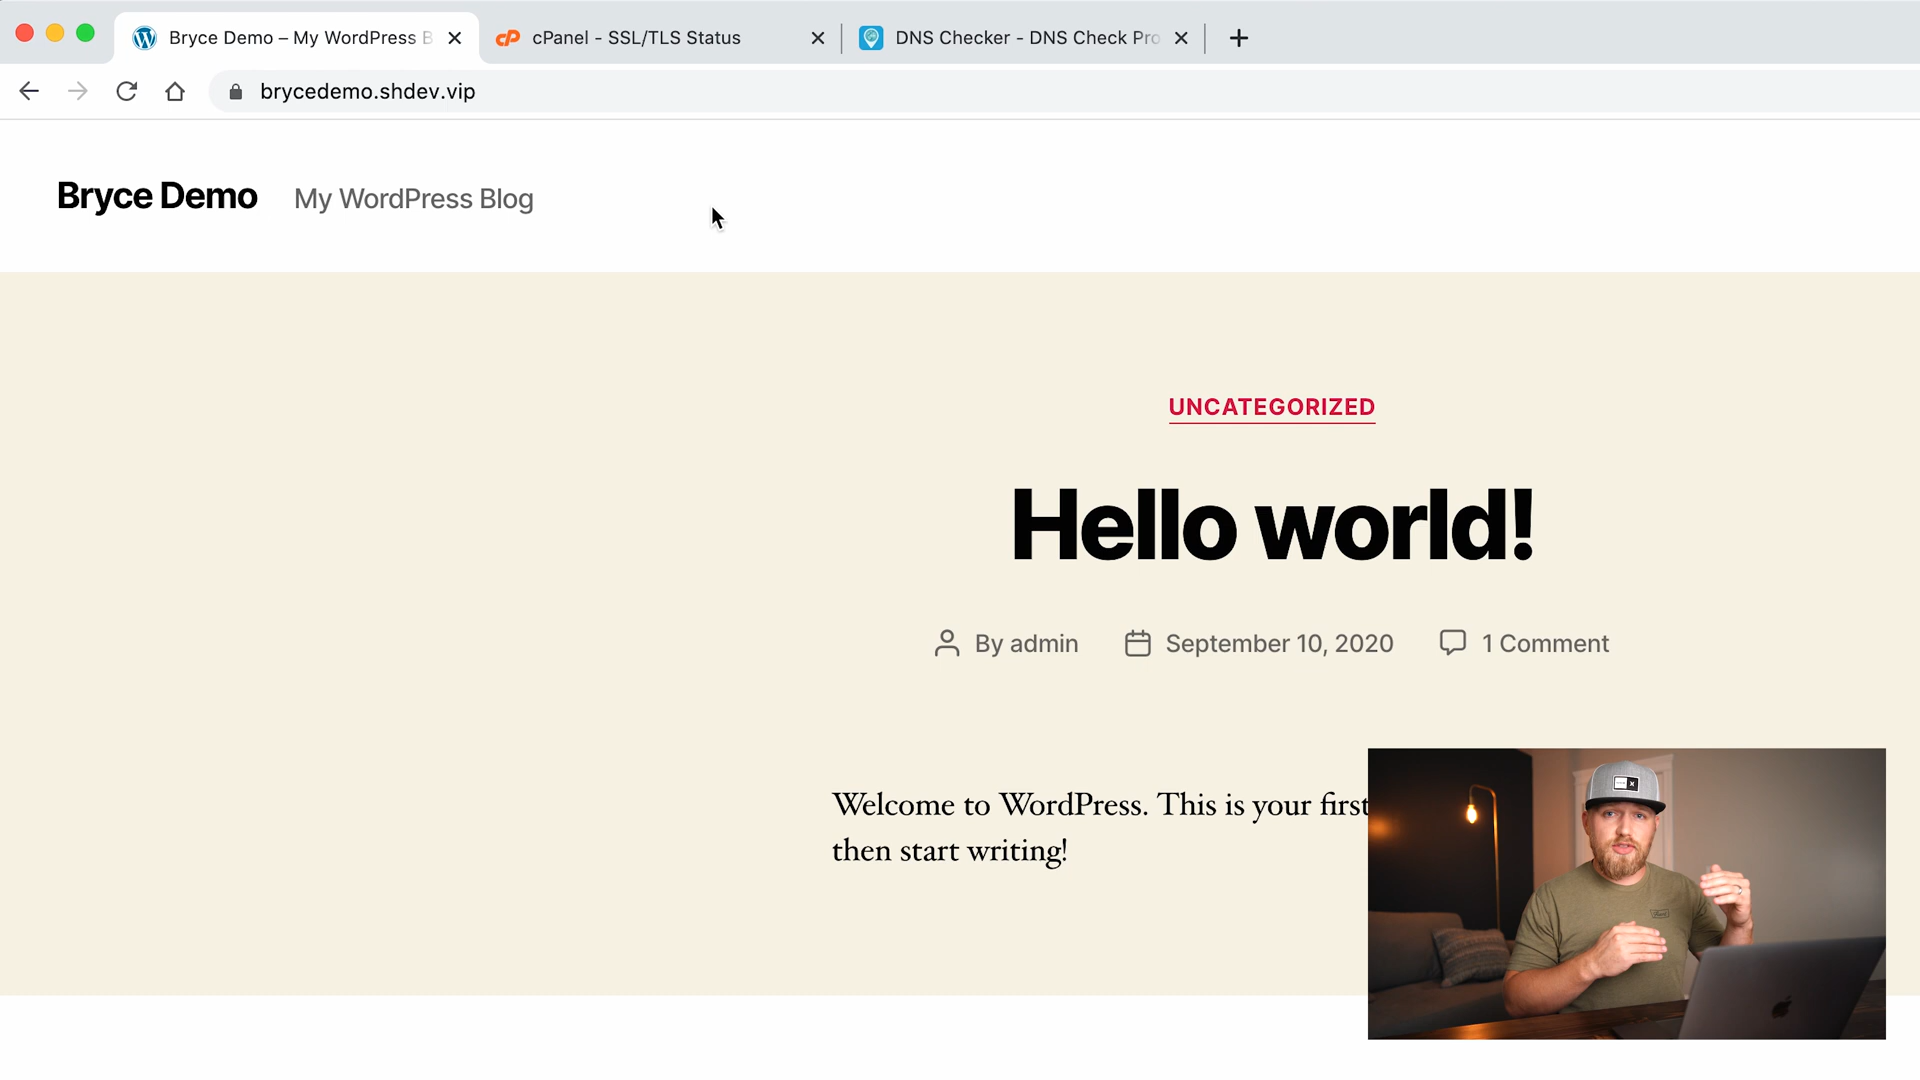 Bryce Demo – My WordPress B
cPanel - SSL/TLS Status
DNS Checker - DNS Check Pro
brycedemo.shdev.vip
Bryce Demo
My WordPress Blog
UNCATEGORIZED
Hello world!
By admin
September 10, 2020
1 Comment
Welcome to WordPress. This is your first
then start writing!